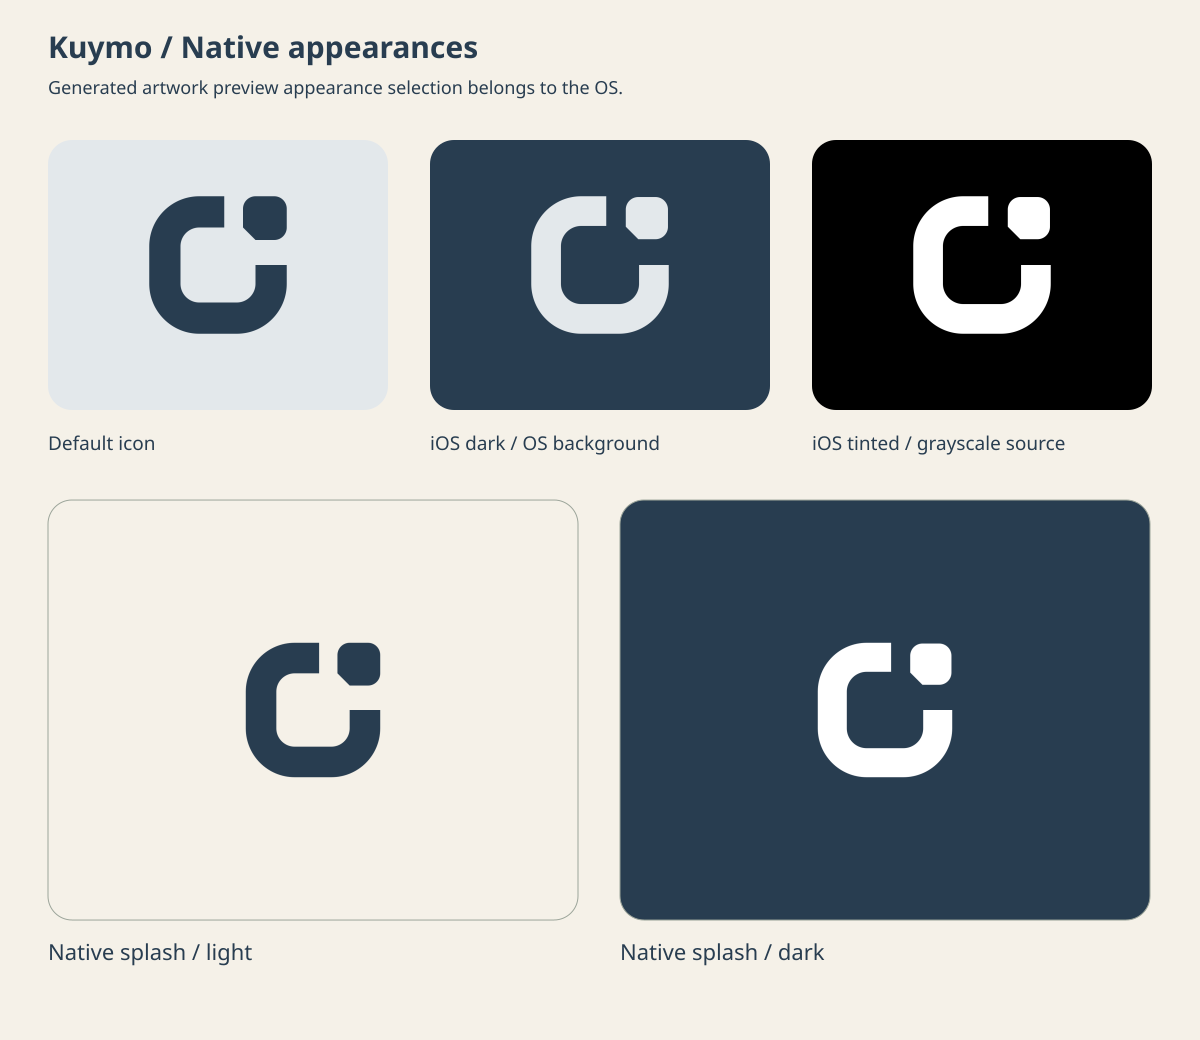 Kuymo / Native appearances
Generated artwork preview appearance selection belongs to the OS.
Default icon
iOS dark / OS background
iOS tinted / grayscale source
Native splash / light
Native splash / dark